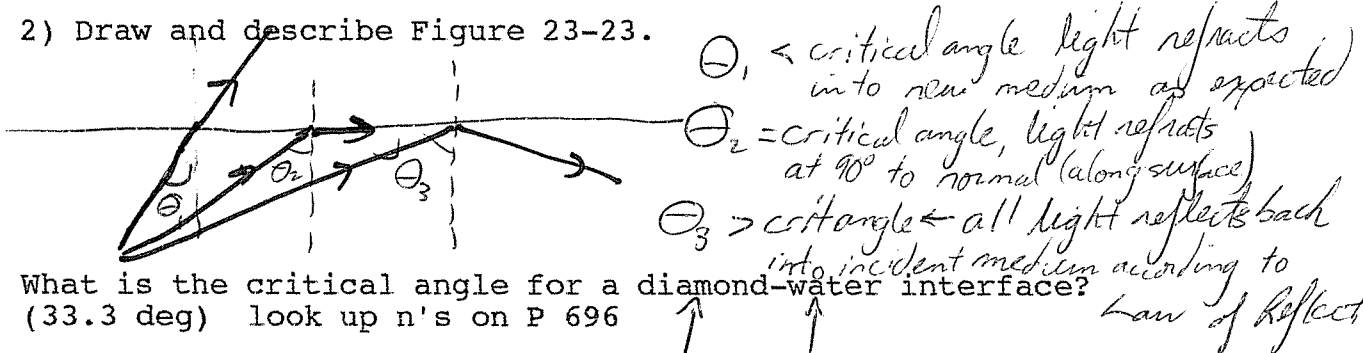 2) Draw and describe Figure 23-23.
θ₁ < critical angle light refracts
into new medium as expected
θ₂ = critical angle, light refracts
at 90° to normal (along surface)
θ₃ > crit angle ← all light reflects back
into incident medium according to
Law of Reflect
θ₁
θ₂
θ₃
What is the critical angle for a diamond-water interface?
(33.3 deg) look up n's on P 696